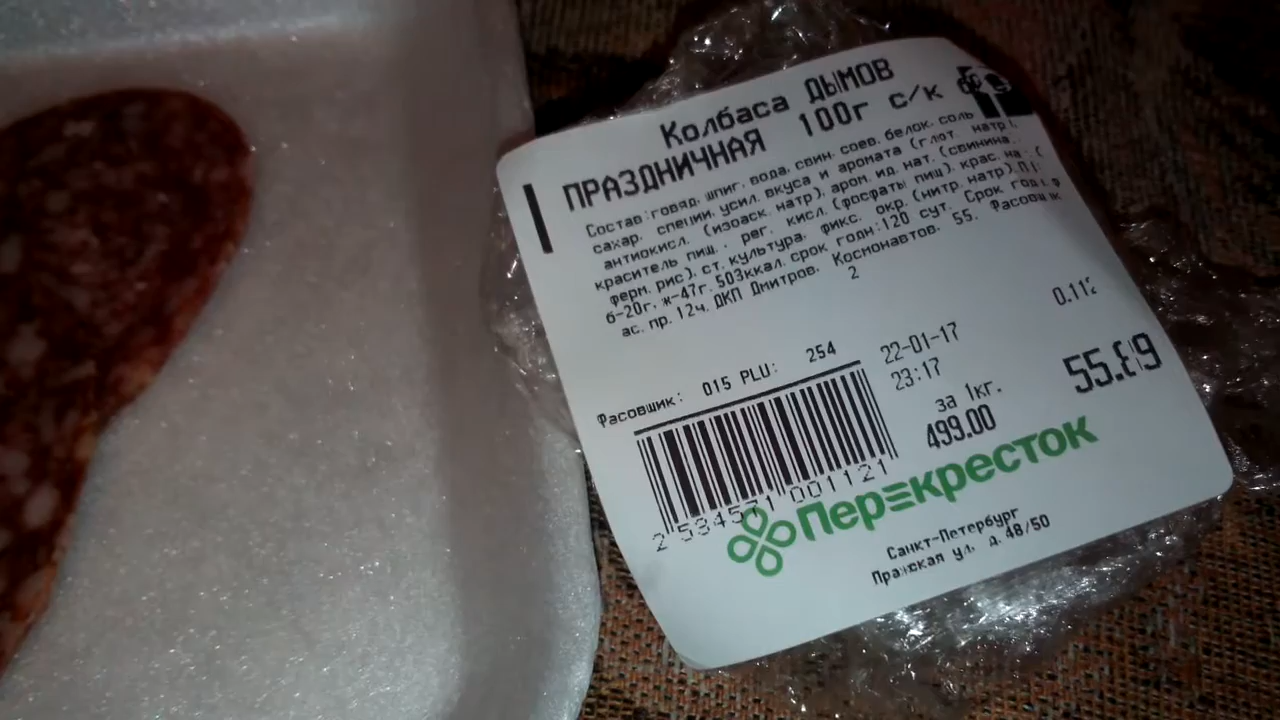 Колбаса ДЫМОВ
ПРАЗДНИЧНАЯ 100г с/к
Состав:говяд. шпиг. вода, свин. соев. белок. соль
сахар. специи. усил. вкуса и аромата (глют. натр).
антиокисл. (изоаск. натр), аром. ид. нат. (свинина
краситель пищ., рег. кисл. (фосфаты пищ). крас. на
ферм. рис). ст. культура. фикс. окр. (нитр. натр).
б-20г. ж-47г. 503ккал. срок годн:120 сут. Срок год
ас. пр. 12ч. ДКП Дмитров. Космонавтов. 55. Фасовщик
2
0.112
Фасовщик: 015 PLU: 254
22-01-17
23:17
55.89
за 1кг.
499.00
2 534571 001121
Перекресток
Санкт-Петербург
Пражская ул. д.48/50